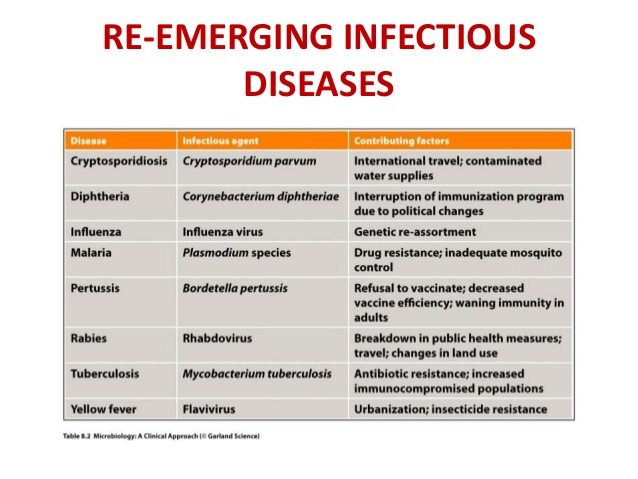 RE-EMERGING INFECTIOUS
DISEASES
Disease Infectious agent Contributing factors
Cryptosporidiosis Cryptosporidium parvum International travel; contaminated
water supplies
Diphtheria Corynebacterium diphtheriae Interruption of immunization program
due to political changes
Influenza Influenza virus Genetic re-assortment
Malaria Plasmodium species Drug resistance; inadequate mosquito
control
Pertussis Bordetella pertussis Refusal to vaccinate; decreased
vaccine efficiency; waning immunity in
adults
Rabies Rhabdovirus Breakdown in public health measures;
travel; changes in land use
Tuberculosis Mycobacterium tuberculosis Antibiotic resistance; increased
immunocompromised populations
Yellow fever Flavivirus Urbanization; insecticide resistance
Table 8.2 Microbiology: A Clinical Approach (© Garland Science)